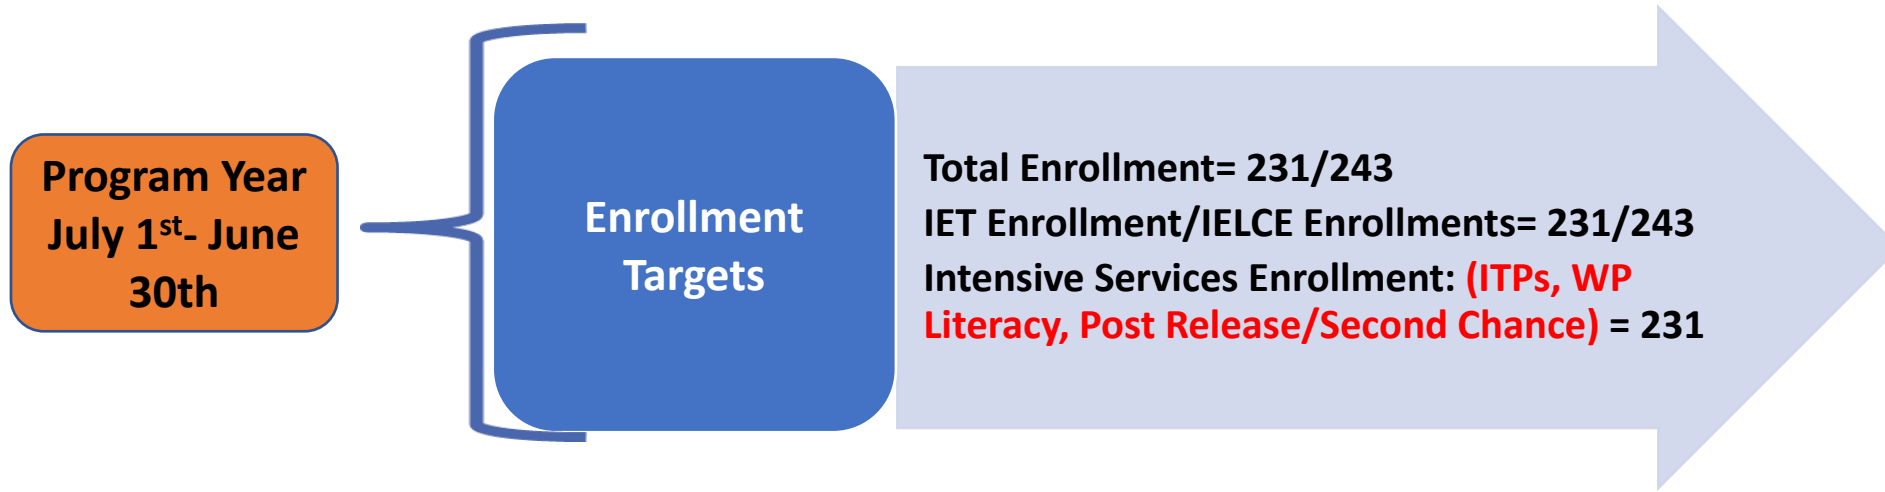 Program Year
July 1st- June
30th
Enrollment
Targets
Total Enrollment= 231/243
IET Enrollment/IELCE Enrollments= 231/243
Intensive Services Enrollment: (ITPs, WP
Literacy, Post Release/Second Chance) = 231